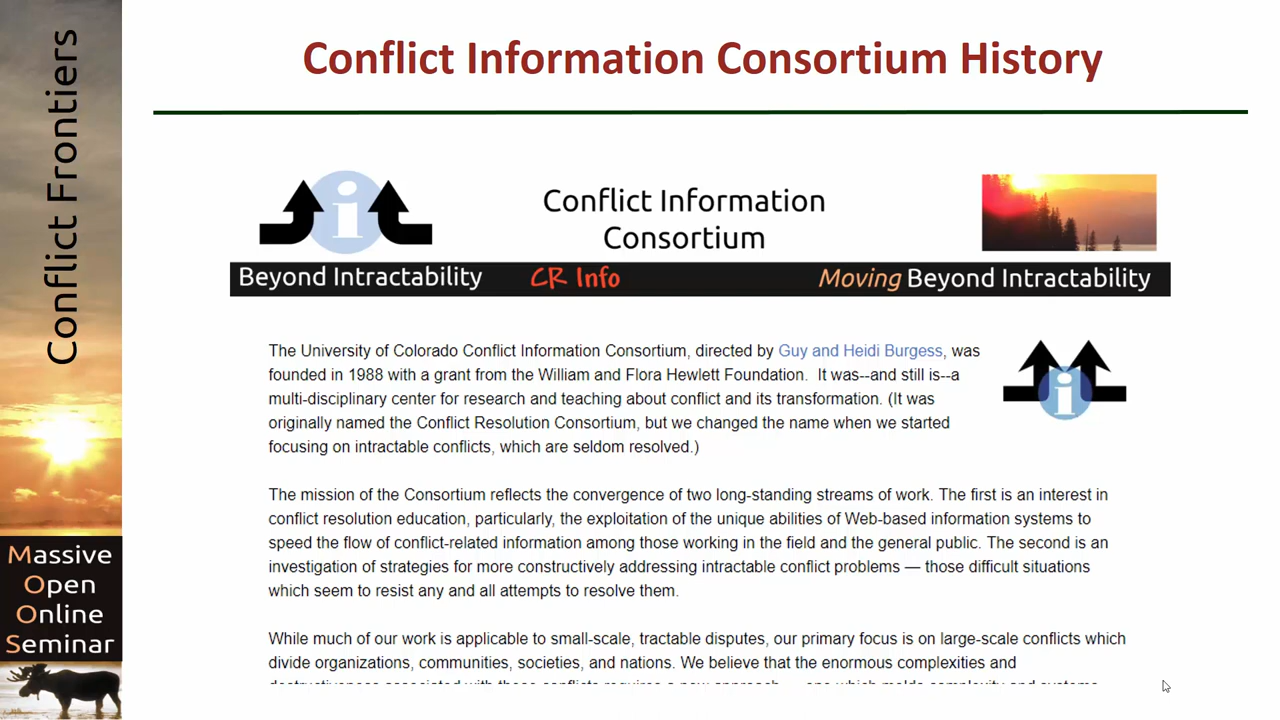 Conflict Frontiers
Conflict Information Consortium History
Conflict Information
Consortium
Beyond Intractability
CR Info
Moving Beyond Intractability
The University of Colorado Conflict Information Consortium, directed by Guy and Heidi Burgess, was
founded in 1988 with a grant from the William and Flora Hewlett Foundation.  It was--and still is--a
multi-disciplinary center for research and teaching about conflict and its transformation. (It was
originally named the Conflict Resolution Consortium, but we changed the name when we started
focusing on intractable conflicts, which are seldom resolved.)
The mission of the Consortium reflects the convergence of two long-standing streams of work. The first is an interest in
conflict resolution education, particularly, the exploitation of the unique abilities of Web-based information systems to
speed the flow of conflict-related information among those working in the field and the general public. The second is an
investigation of strategies for more constructively addressing intractable conflict problems — those difficult situations
which seem to resist any and all attempts to resolve them.
While much of our work is applicable to small-scale, tractable disputes, our primary focus is on large-scale conflicts which
divide organizations, communities, societies, and nations. We believe that the enormous complexities and
Massive
Open
Online
Seminar